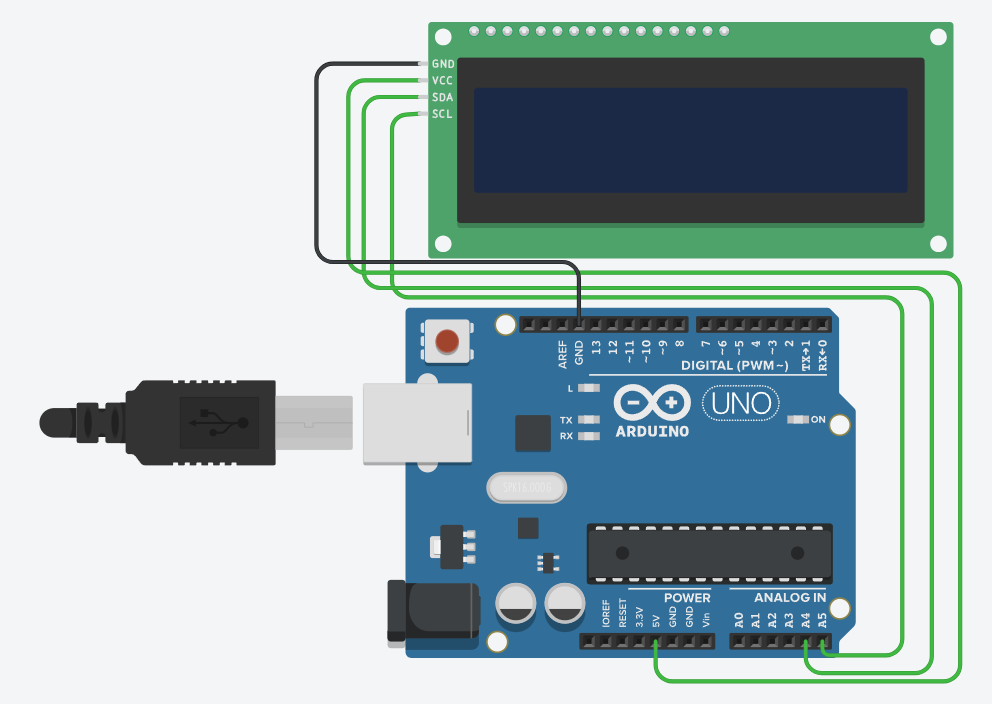 GND
VCC
SDA
SCL
AREF
GND
13
12
~11
~10
~9
8
7
~6
~5
4
~3
2
TX→1
RX←0
DIGITAL (PWM~)
L
TX
RX
UNO
ON
ARDUINO
POWER
ANALOG IN
IOREF
RESET
3.3V
5V
GND
GND
Vin
A0
A1
A2
A3
A4
A5